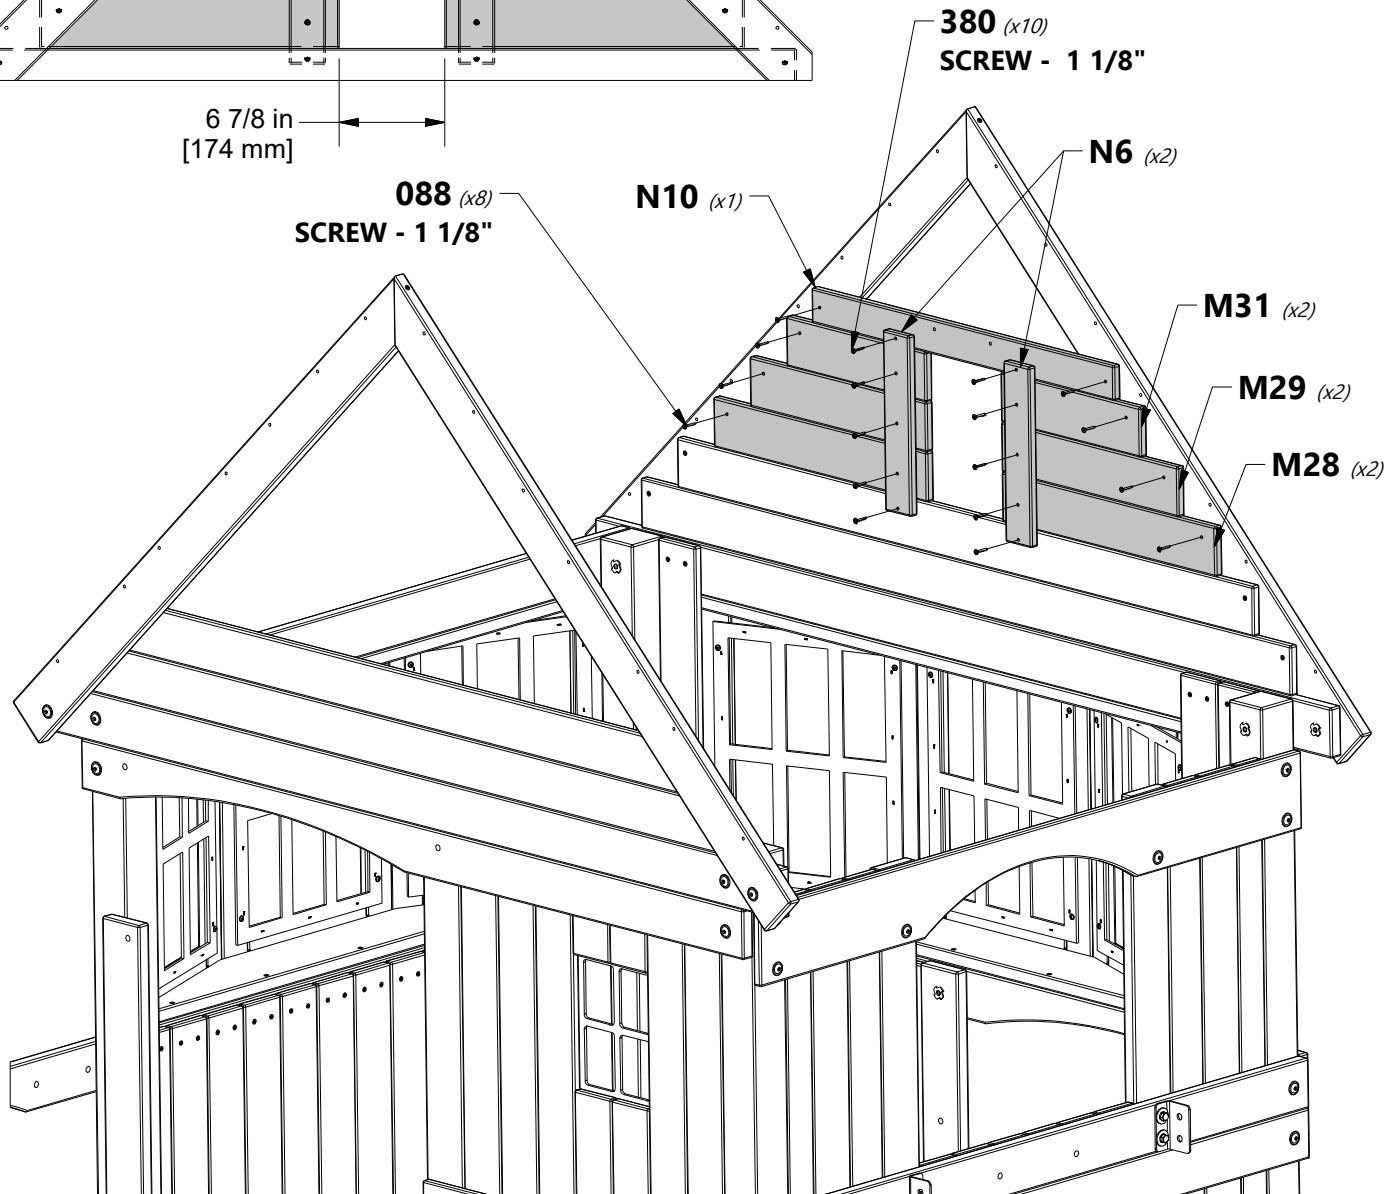 380 (x10)
SCREW - 1 1/8"
6 7/8 in
[174 mm]
N6 (x2)
088 (x8)
SCREW - 1 1/8"
N10 (x1)
M31 (x2)
M29 (x2)
M28 (x2)